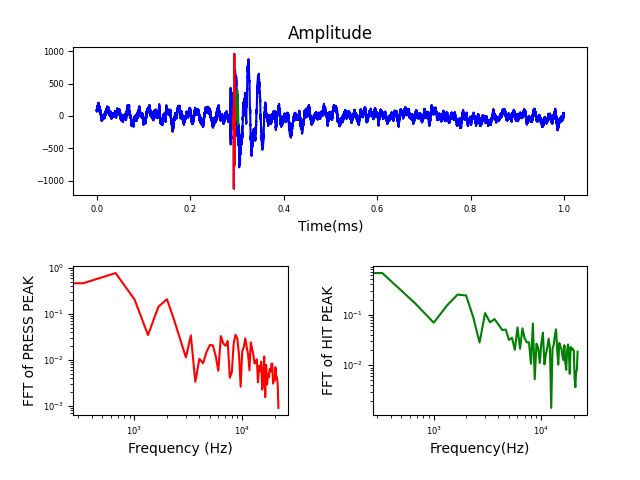 Amplitude
1000
500
0
−500
−1000
0.0 0.2 0.4 0.6 0.8 1.0
Time(ms)
FFT of PRESS PEAK
10⁰
10⁻¹
10⁻²
10⁻³
10³ 10⁴
Frequency (Hz)
FFT of HIT PEAK
10⁻¹
10⁻²
10³ 10⁴
Frequency(Hz)